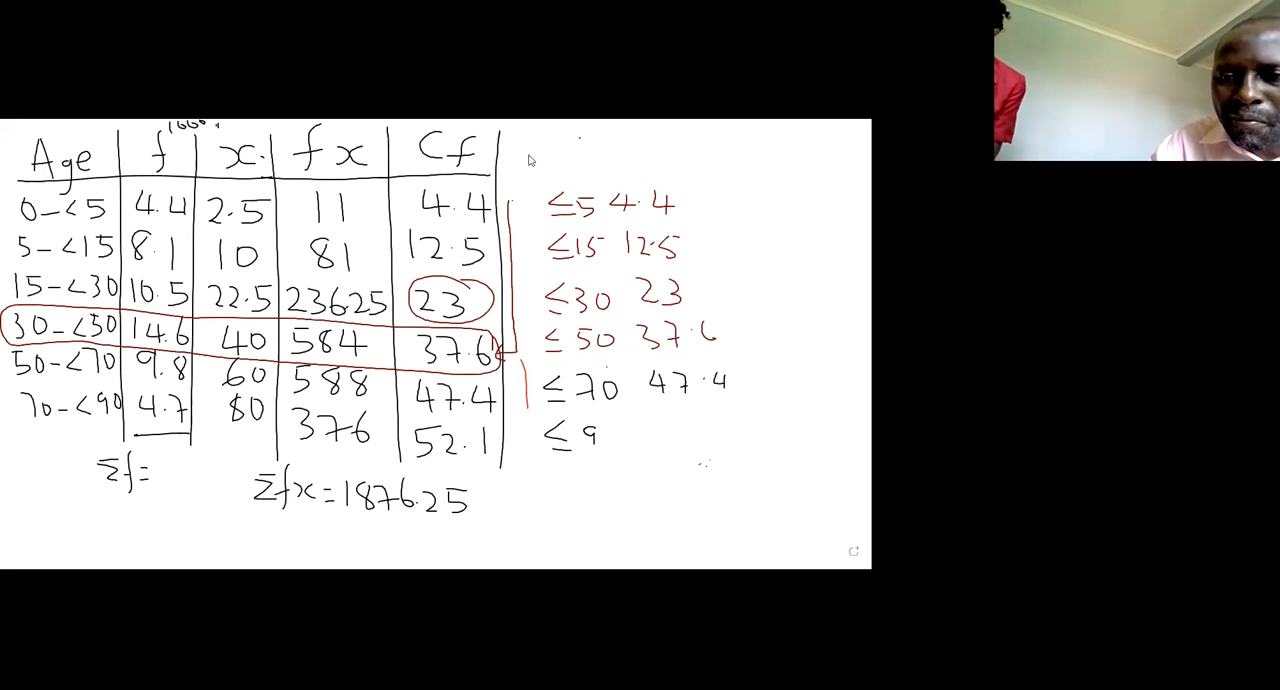 1000
Age f x. fx Cf
0-<5 4.4 2.5 11 4.4 ≤5 4.4
5-<15 8.1 10 81 12.5 ≤15 12.5
15-<30 10.5 22.5 236.25 23 ≤30 23
30-<50 14.6 40 584 37.6 ≤50 37.6
50-<70 9.8 60 588 47.4 ≤70 47.4
70-<90 4.7 80 376 52.1 ≤9
Σf=
Σfx=1876.25